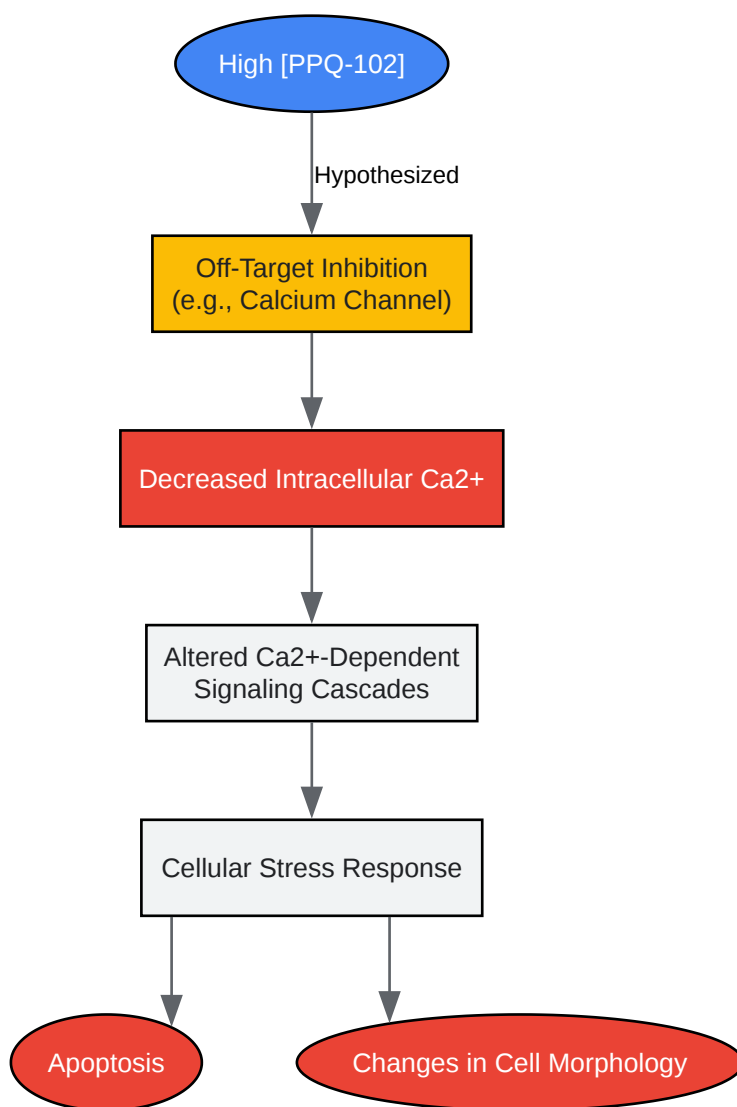 High [PPQ-102]
Hypothesized
Off-Target Inhibition
(e.g., Calcium Channel)
Decreased Intracellular Ca2+
Altered Ca2+-Dependent
Signaling Cascades
Cellular Stress Response
Apoptosis
Changes in Cell Morphology